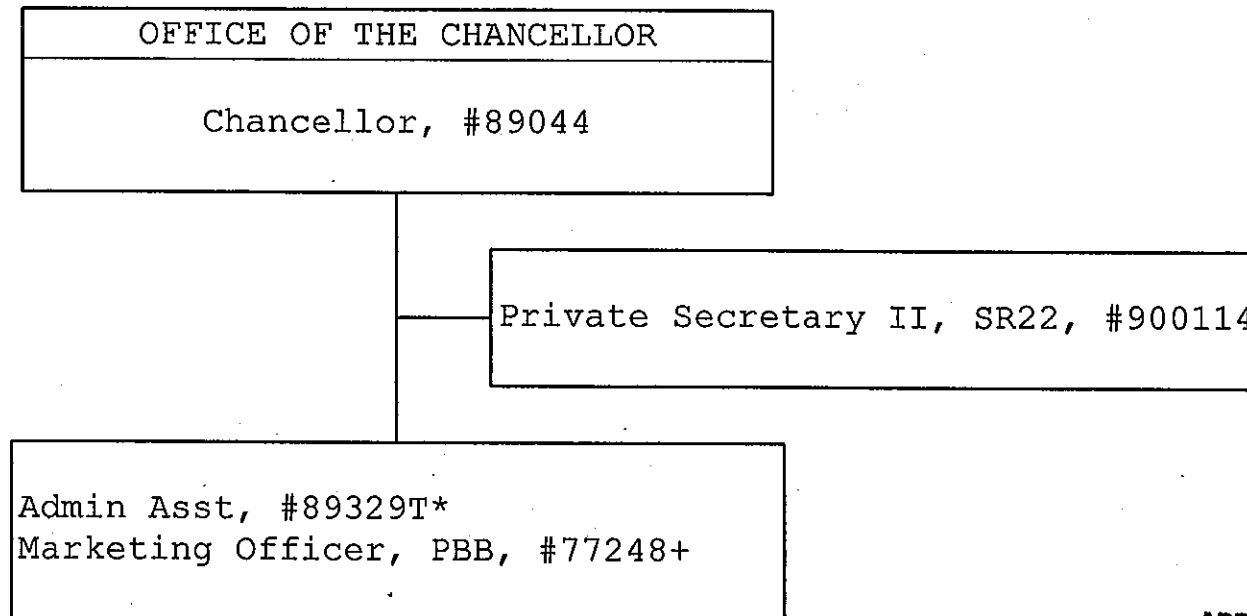 OFFICE OF THE CHANCELLOR
Chancellor, #89044
Private Secretary II, SR22, #900114
Admin Asst, #89329T*
Marketing Officer, PBB, #77248+